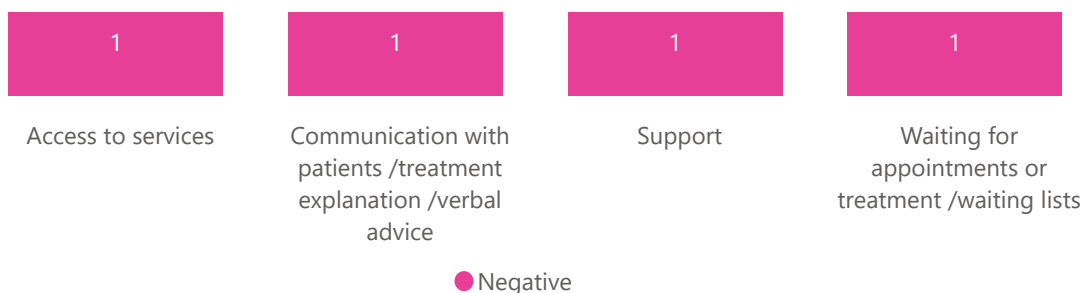 1 1 1 1
Access to services
Communication with
patients /treatment
explanation /verbal
advice
Support
Waiting for
appointments or
treatment /waiting lists
Negative